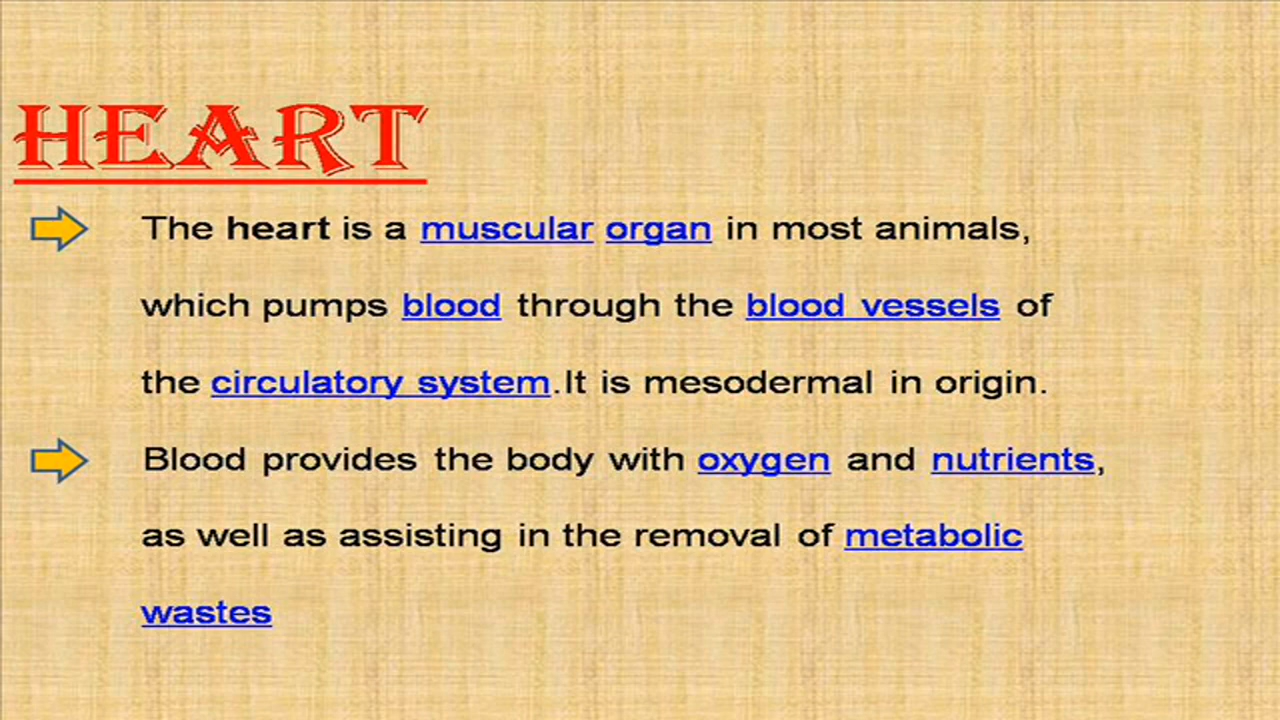 HEART
The heart is a muscular organ in most animals,
which pumps blood through the blood vessels of
the circulatory system.It is mesodermal in origin.
Blood provides the body with oxygen and nutrients,
as well as assisting in the removal of metabolic
wastes